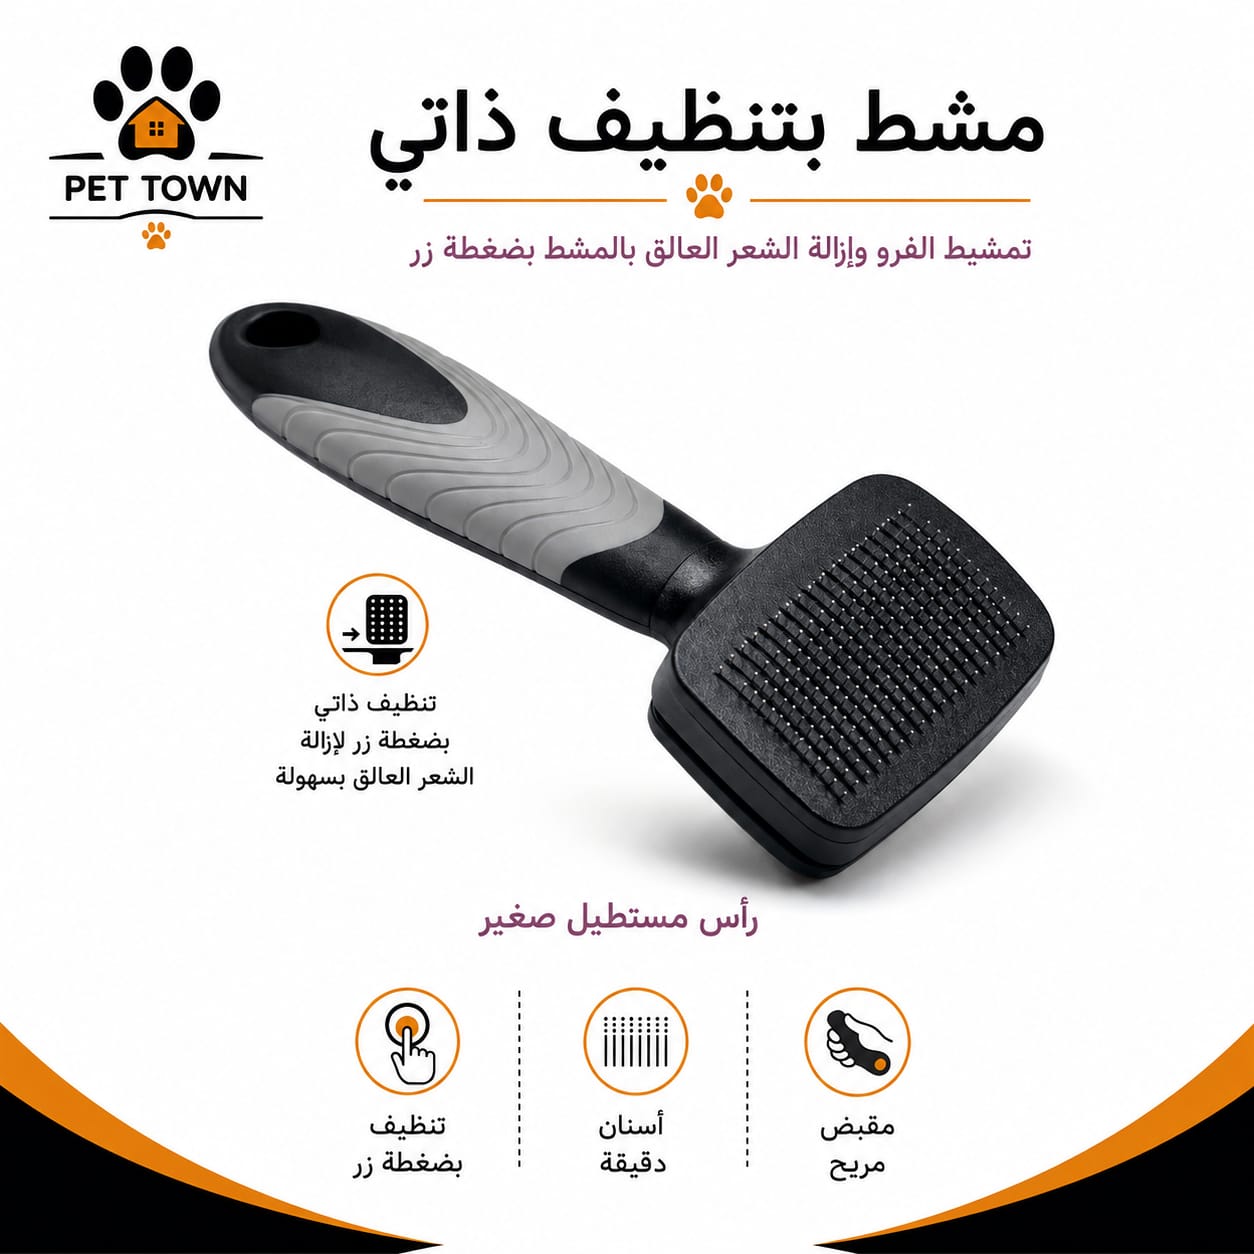 PET TOWN
مشط بتنظيف ذاتي
تمشيط الفرو وإزالة الشعر العالق بالمشط بضغطة زر
تنظيف ذاتي
بضغطة زر لإزالة
الشعر العالق بسهولة
رأس مستطيل صغير
مقبض
مريح
أسنان
دقيقة
تنظيف
بضغطة زر